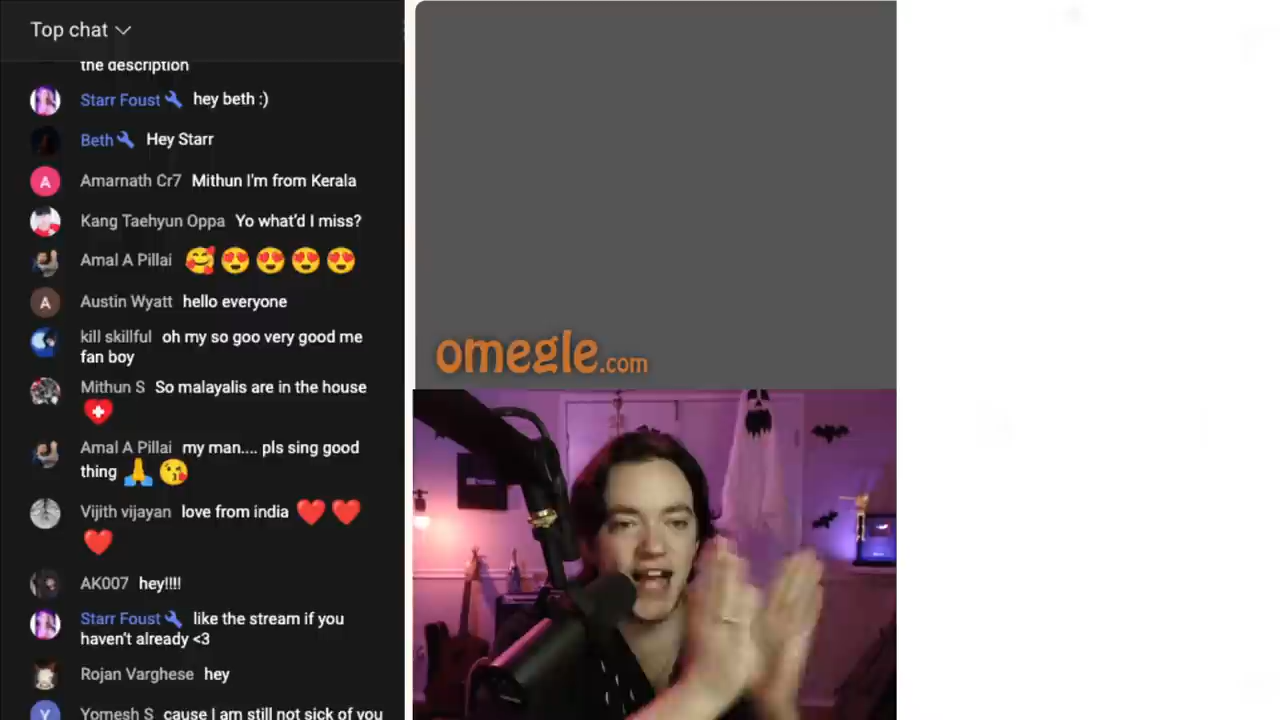 Top chat
the description
Starr Foust hey beth :)
Beth Hey Starr
Amarnath Cr7 Mithun I'm from Kerala
Kang Taehyun Oppa Yo what'd I miss?
Amal A Pillai 🥰😍😍😍😍
Austin Wyatt hello everyone
kill skillful oh my so goo very good me
fan boy
Mithun S So malayalis are in the house
Amal A Pillai my man.... pls sing good
thing 🙏😘
Vijith vijayan love from india ❤️❤️
❤️
AK007 hey!!!!
Starr Foust like the stream if you
haven't already <3
Rojan Varghese hey
Yomesh S cause I am still not sick of you
omegle.com